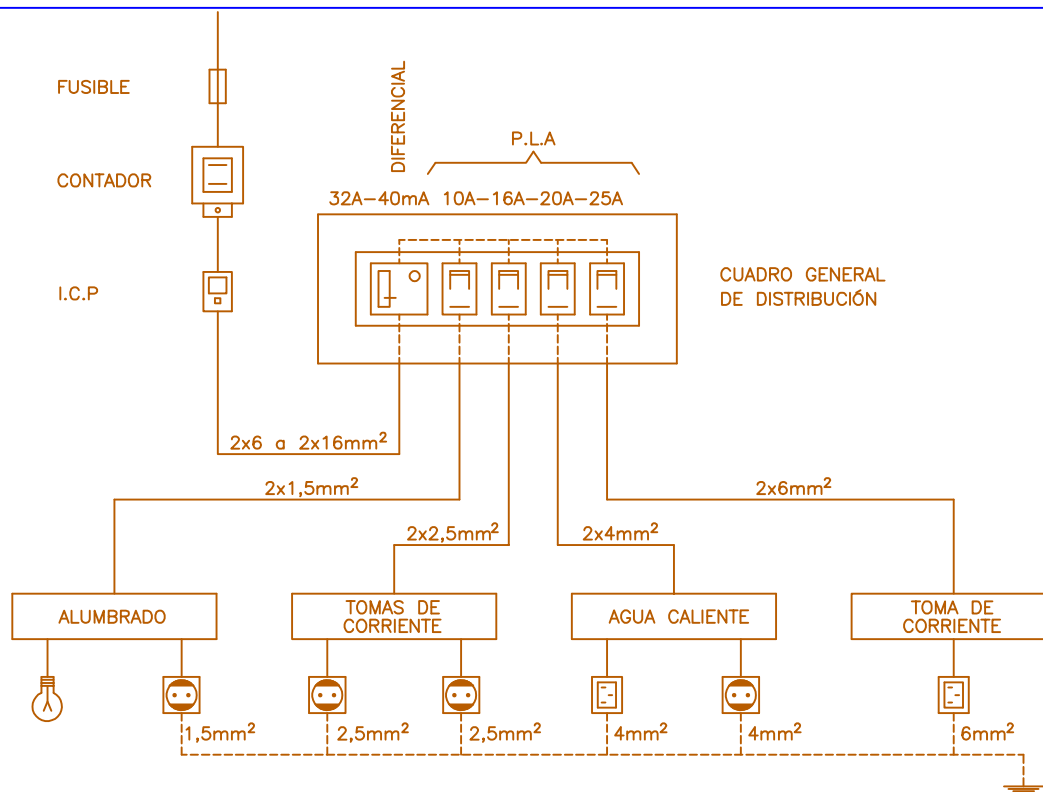 FUSIBLE
DIFERENCIAL
P.L.A
CONTADOR
32A-40mA 10A-16A-20A-25A
I.C.P
CUADRO GENERAL
DE DISTRIBUCIÓN
2x6 a 2x16mm²
2x1,5mm²
2x6mm²
2x2,5mm²
2x4mm²
ALUMBRADO
TOMAS DE
CORRIENTE
AGUA CALIENTE
TOMA DE
CORRIENTE
1,5mm²
2,5mm²
2,5mm²
4mm²
4mm²
6mm²